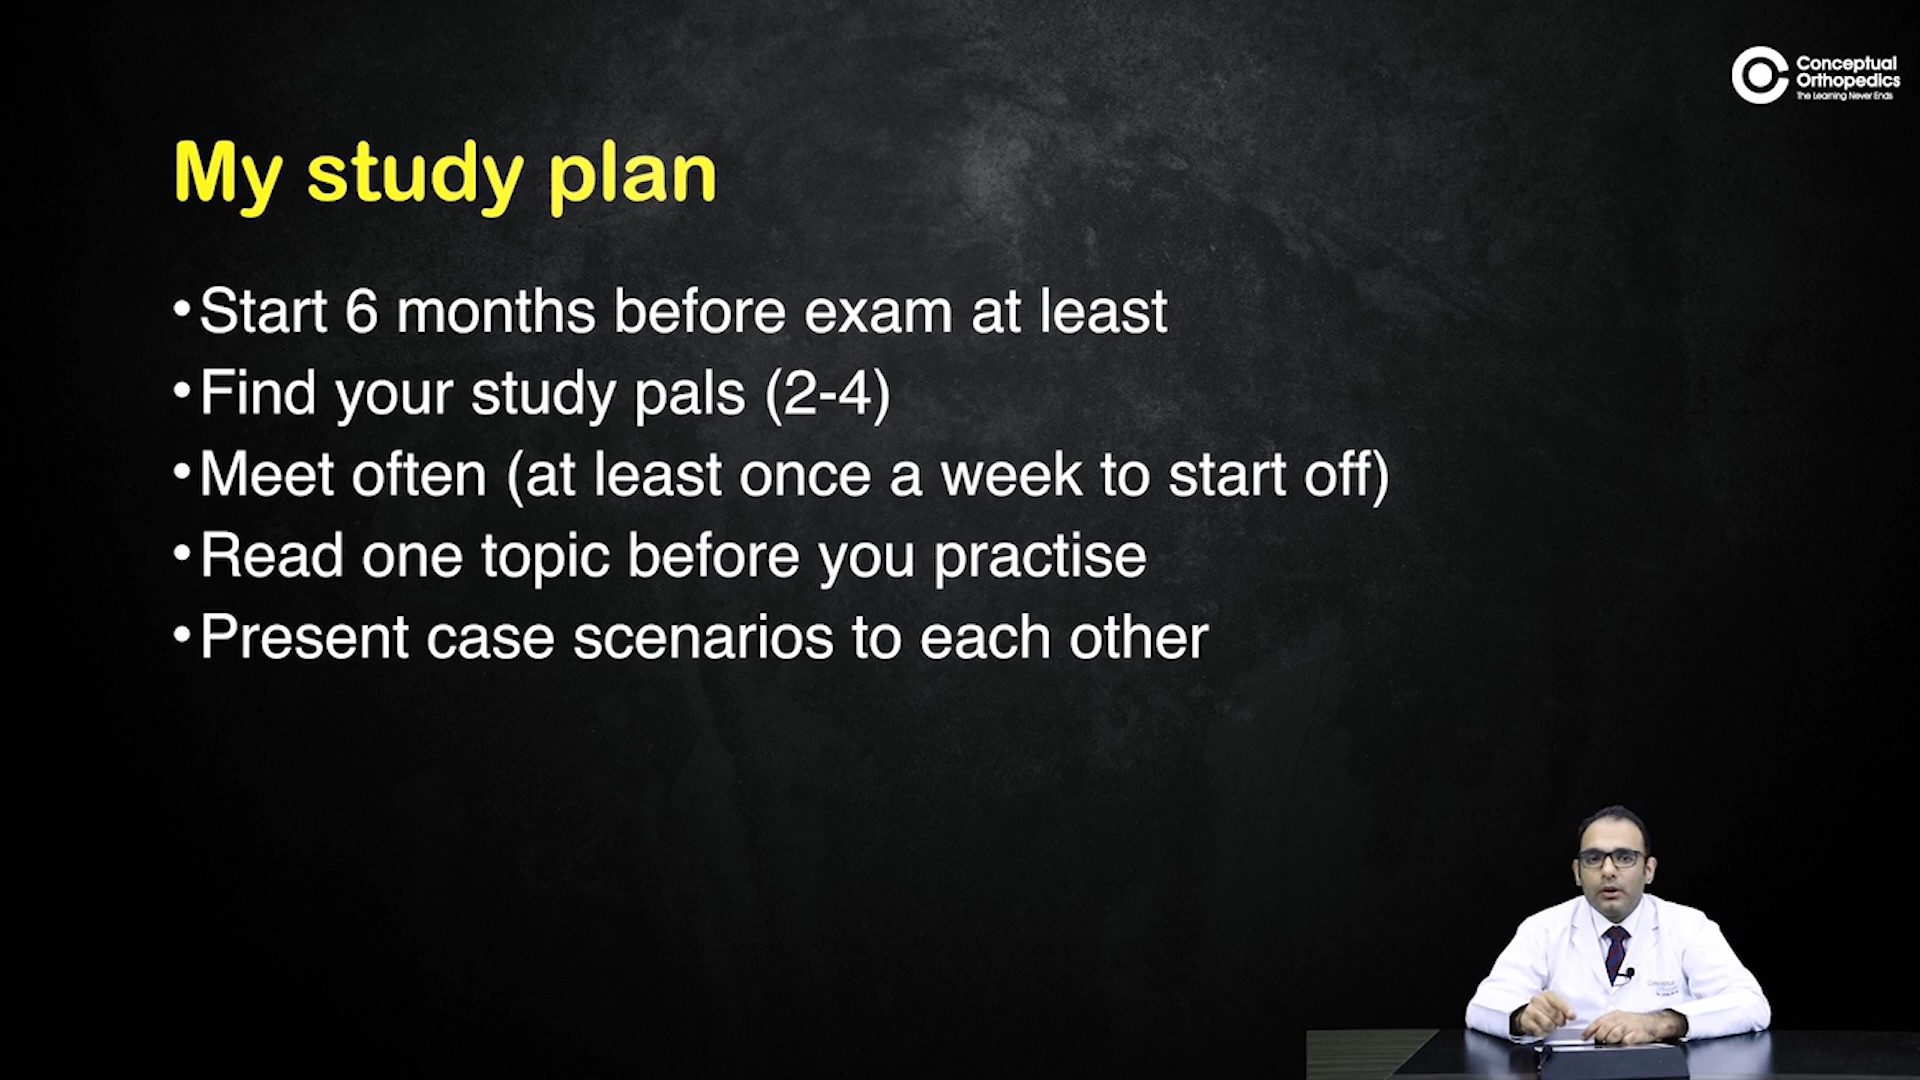 Conceptual
Orthopedics
The Learning Never Ends
My study plan
• Start 6 months before exam at least
• Find your study pals (2-4)
• Meet often (at least once a week to start off)
• Read one topic before you practise
• Present case scenarios to each other